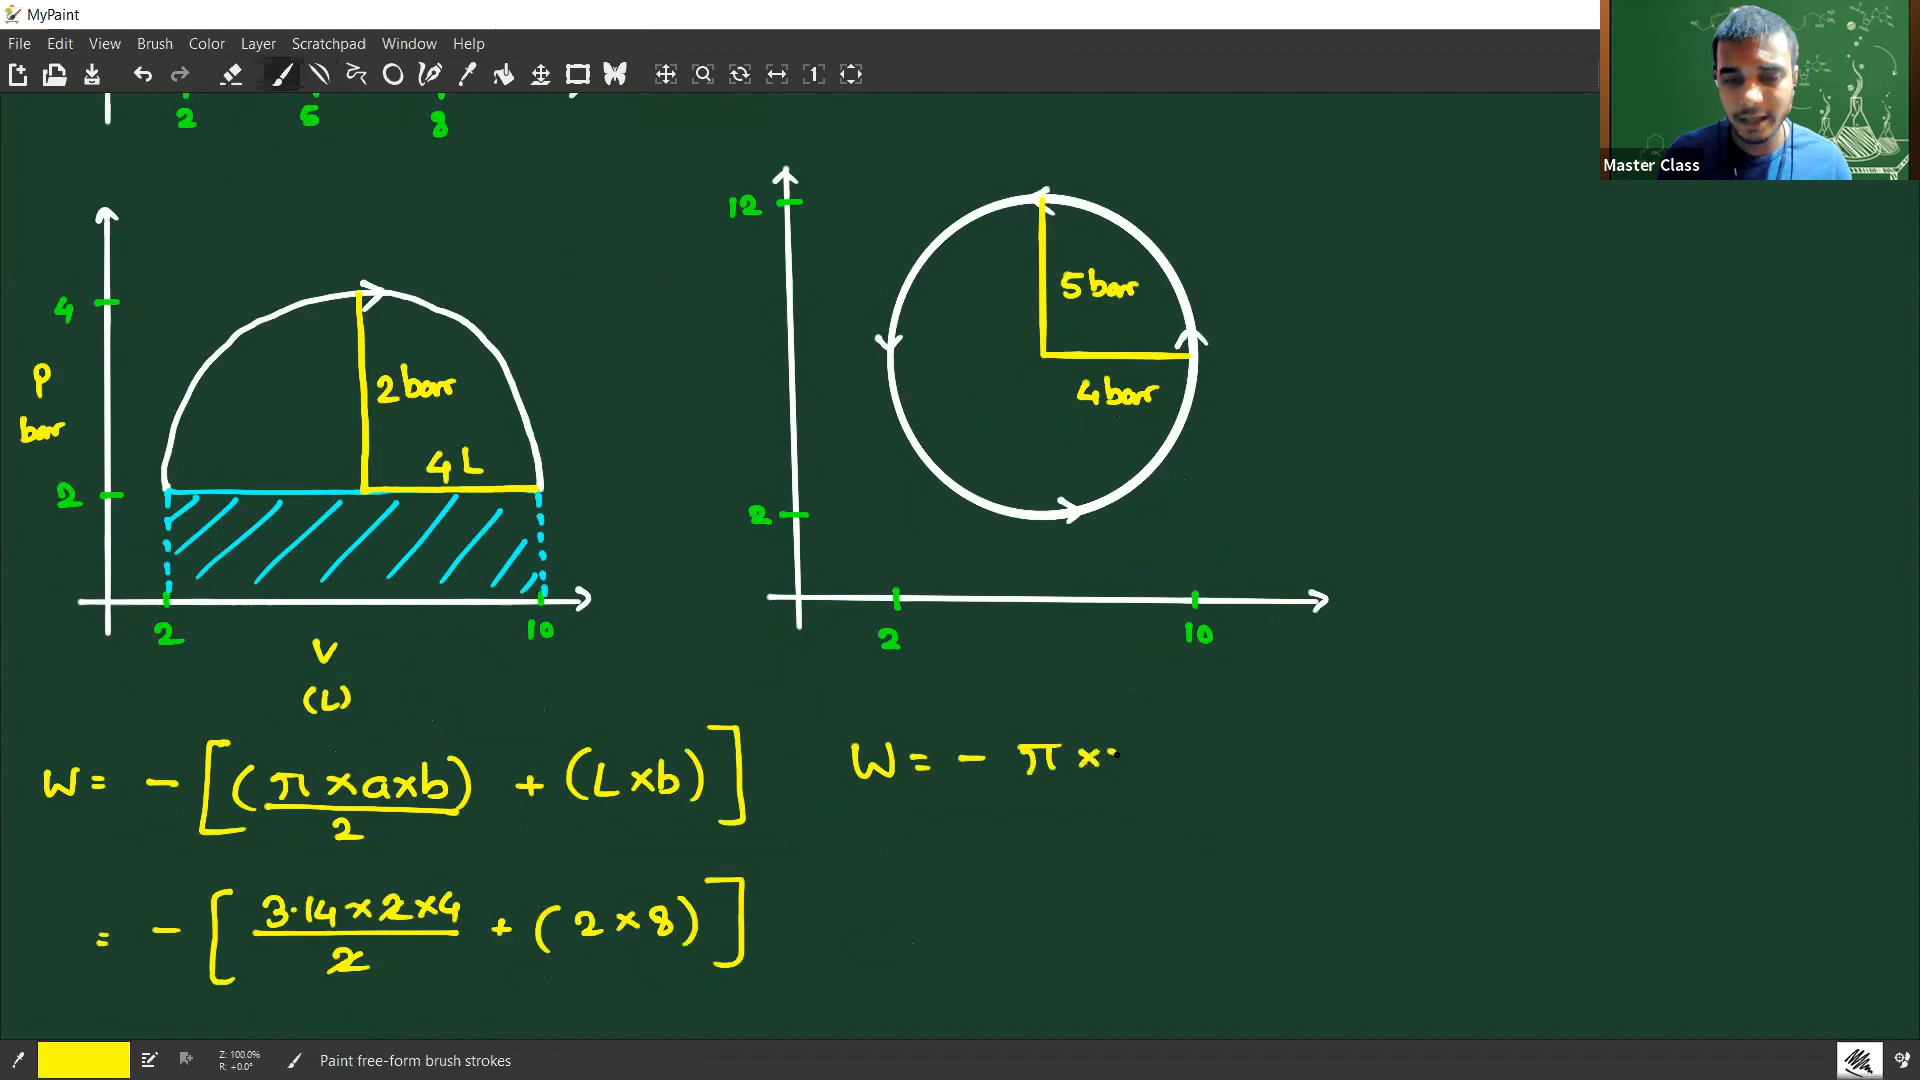 MyPaint
File Edit View Brush Color Layer Scratchpad Window Help
Master Class
2 5 8
4
2
P
bar
2 bar
4 L
2 10
V
(L)
12
2
5 bar
4 bar
2 10
W = - [(π × a × b)/2 + (L × b)]
= - [3.14 × 2 × 4/2 + (2 × 8)]
W = - π ×
Z: 100.0%
R: +0.0°
Paint free-form brush strokes